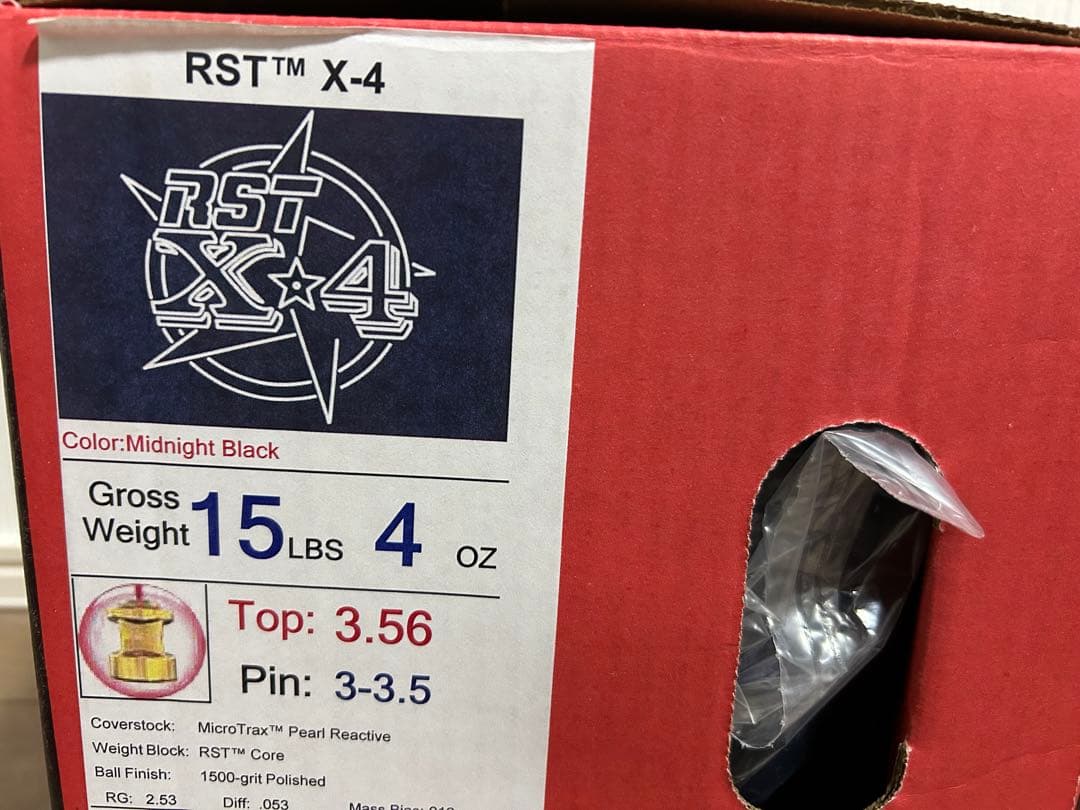 RST™ X-4
RST
X★4
Color:Midnight Black
Gross Weight 15 LBS 4 OZ
Top: 3.56
Pin: 3-3.5
Coverstock: MicroTrax™ Pearl Reactive
Weight Block: RST™ Core
Ball Finish: 1500-grit Polished
RG: 2.53 Diff: .053 Mass Bias: